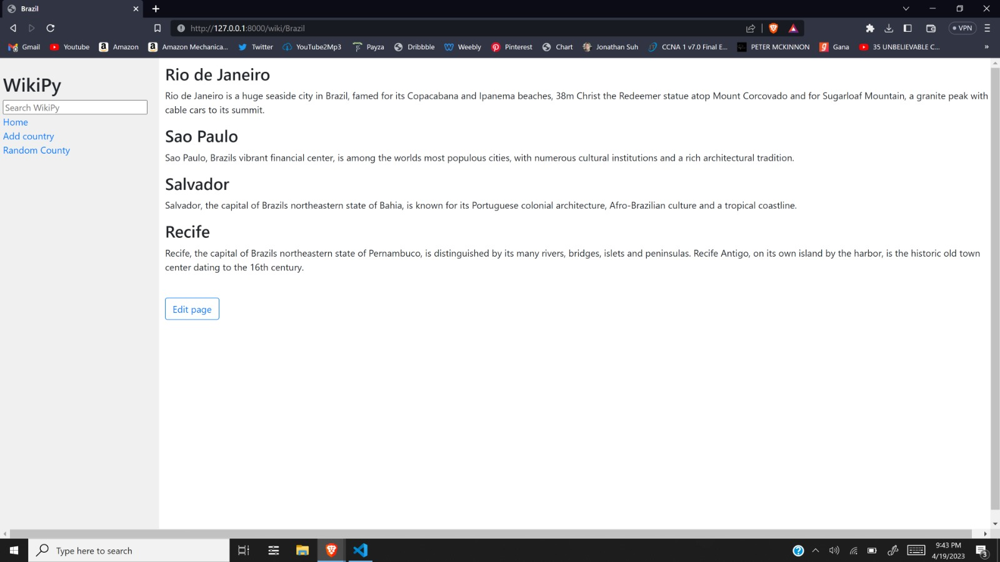 Brazil
http://127.0.0.1:8000/wiki/Brazil
VPN
Gmail Youtube Amazon Amazon Mechanica... Twitter YouTube2Mp3 Payza Dribbble Weebly Pinterest Chart Jonathan Suh CCNA 1 v7.0 Final E... PETER MCKINNON Gana 35 UNBELIEVABLE C... »
WikiPy
Search WikiPy
Home
Add country
Random County
Rio de Janeiro
Rio de Janeiro is a huge seaside city in Brazil, famed for its Copacabana and Ipanema beaches, 38m Christ the Redeemer statue atop Mount Corcovado and for Sugarloaf Mountain, a granite peak with
cable cars to its summit.
Sao Paulo
Sao Paulo, Brazils vibrant financial center, is among the worlds most populous cities, with numerous cultural institutions and a rich architectural tradition.
Salvador
Salvador, the capital of Brazils northeastern state of Bahia, is known for its Portuguese colonial architecture, Afro-Brazilian culture and a tropical coastline.
Recife
Recife, the capital of Brazils northeastern state of Pernambuco, is distinguished by its many rivers, bridges, islets and peninsulas. Recife Antigo, on its own island by the harbor, is the historic old town
center dating to the 16th century.
Edit page
Type here to search
9:43 PM
4/19/2023
3